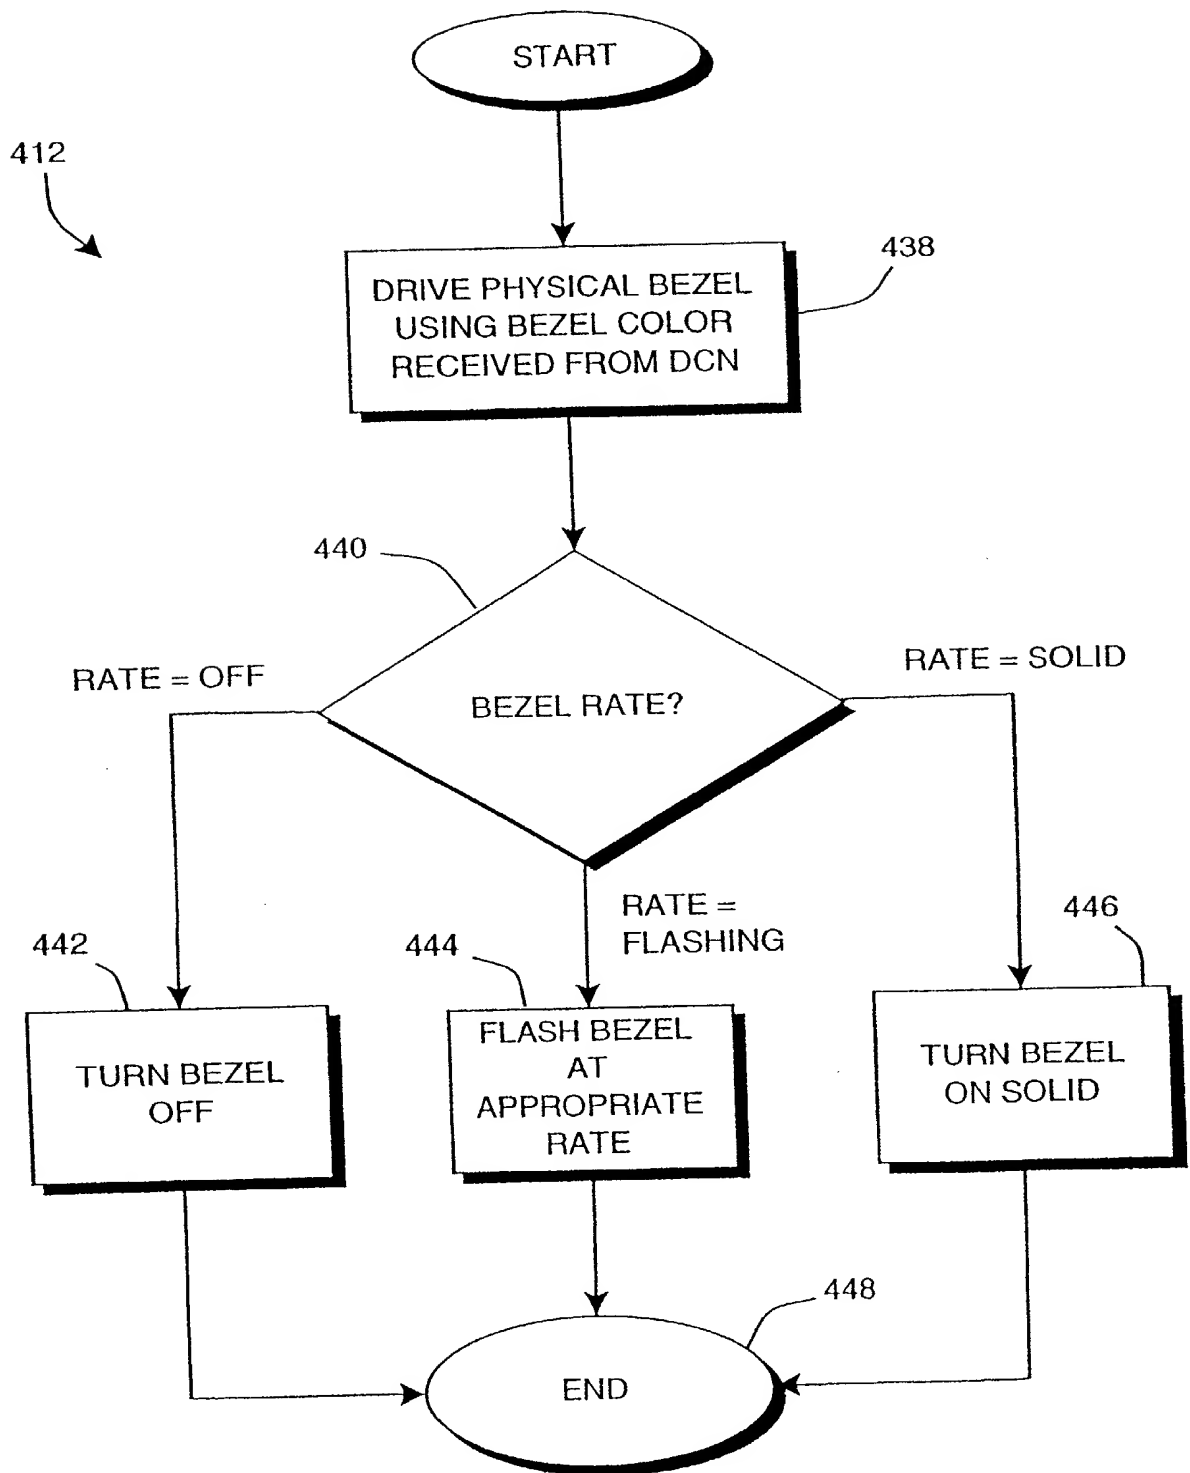 START
412
438
DRIVE PHYSICAL BEZEL
USING BEZEL COLOR
RECEIVED FROM DCN
440
RATE = OFF
RATE = SOLID
BEZEL RATE?
RATE =
FLASHING
442
444
446
TURN BEZEL
OFF
FLASH BEZEL
AT
APPROPRIATE
RATE
TURN BEZEL
ON SOLID
448
END